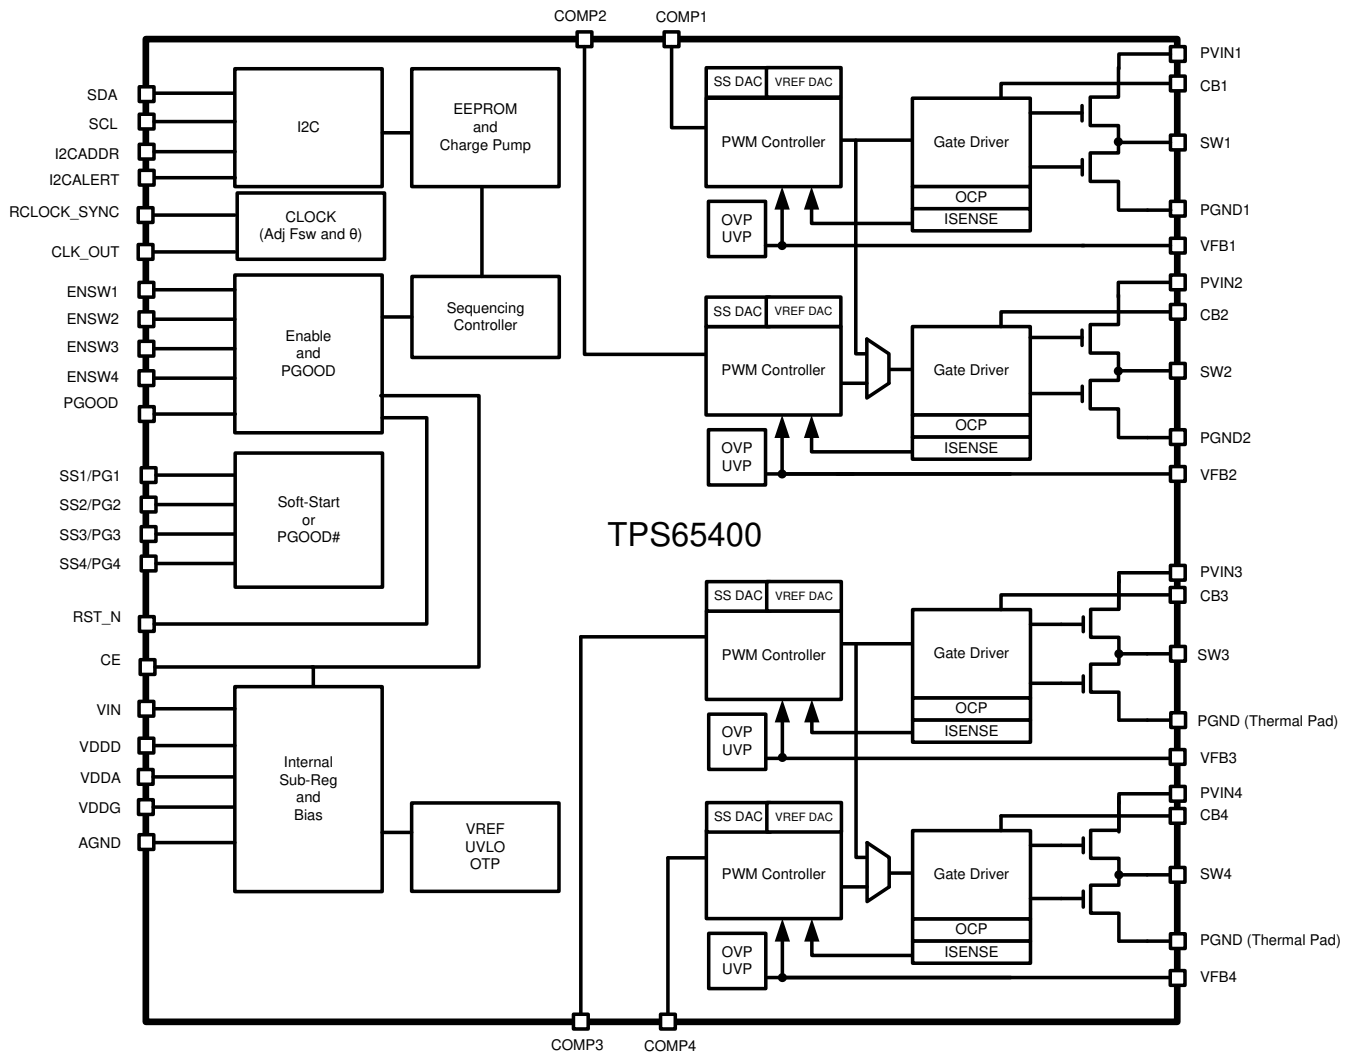 COMP2
COMP1
SDA
SCL
I2CADDR
I2CALERT
RCLOCK_SYNC
CLK_OUT
ENSW1
ENSW2
ENSW3
ENSW4
PGOOD
SS1/PG1
SS2/PG2
SS3/PG3
SS4/PG4
RST_N
CE
VIN
VDDD
VDDA
VDDG
AGND
I2C
EEPROM
and
Charge Pump
CLOCK
(Adj Fsw and θ)
Enable
and
PGOOD
Sequencing
Controller
Soft-Start
or
PGOOD#
Internal
Sub-Reg
and
Bias
VREF
UVLO
OTP
TPS65400
SS DAC
VREF DAC
PWM Controller
OVP
UVP
Gate Driver
OCP
ISENSE
PVIN1
CB1
SW1
PGND1
VFB1
SS DAC
VREF DAC
PWM Controller
OVP
UVP
Gate Driver
OCP
ISENSE
PVIN2
CB2
SW2
PGND2
VFB2
SS DAC
VREF DAC
PWM Controller
OVP
UVP
Gate Driver
OCP
ISENSE
PVIN3
CB3
SW3
PGND (Thermal Pad)
VFB3
SS DAC
VREF DAC
PWM Controller
OVP
UVP
Gate Driver
OCP
ISENSE
PVIN4
CB4
SW4
PGND (Thermal Pad)
VFB4
COMP3
COMP4